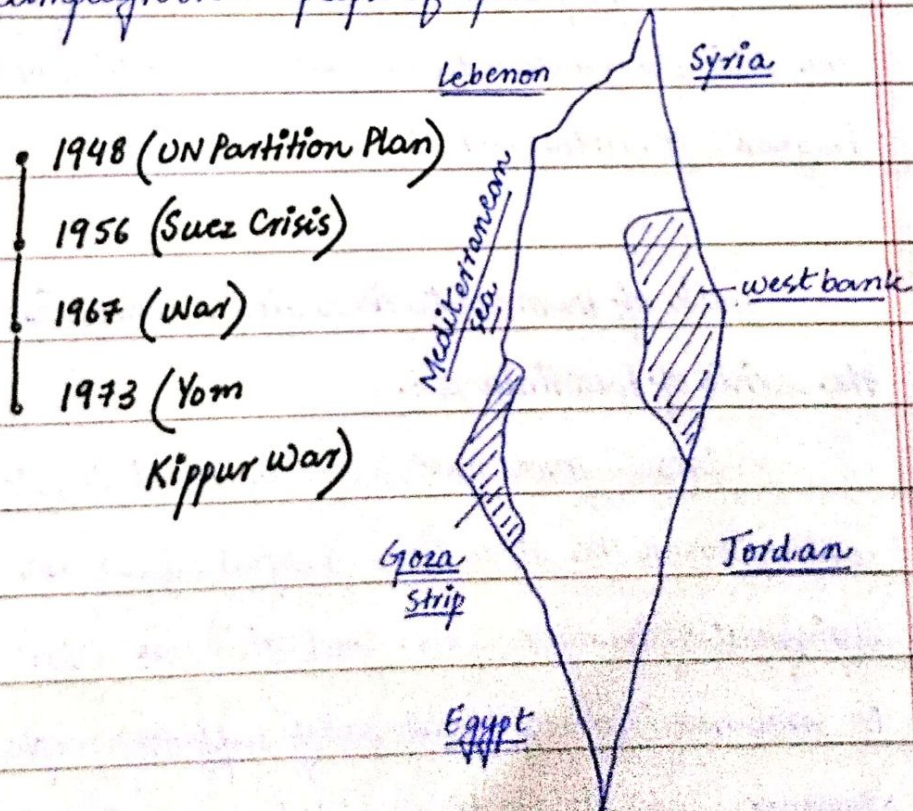 Lebenon
Syria
1948 (UN Partition Plan)
1956 (Suez Crisis)
1967 (War)
1973 (Yom
Kippur War)
Mediterranean
sea
west bank
Goza
strip
Jordan
Egypt